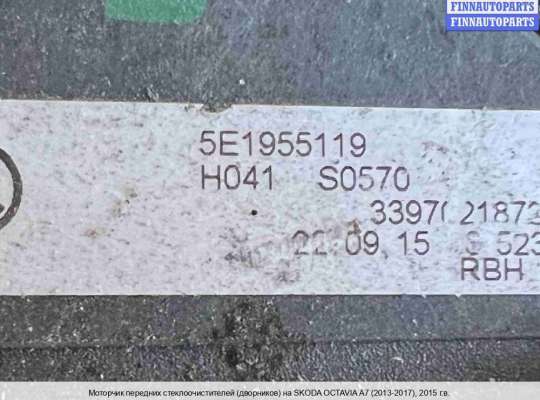 FINNAUTOPARTS
FINNAUTOPARTS
5E1955119
H041 S0570
22.09.15
RBH
Моторчик передних стеклоочистителей (дворников) на SKODA OCTAVIA A7 (2013-2017), 2015 г.в.